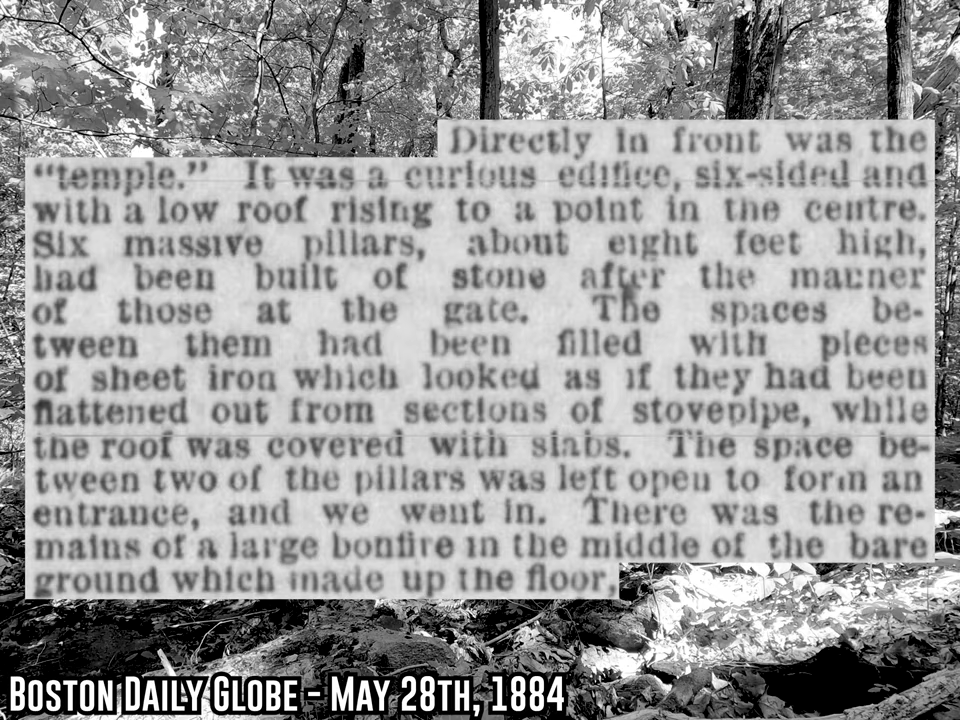 Directly in front was the
“temple.” It was a curious edifice, six-sided and
with a low roof rising to a point in the centre.
Six massive pillars, about eight feet high,
had been built of stone after the manner
of those at the gate. The spaces be-
tween them had been filled with pieces
of sheet iron which looked as if they had been
flattened out from sections of stovepipe, while
the roof was covered with slabs. The space be-
tween two of the pillars was left open to form an
entrance, and we went in. There was the re-
mains of a large bonfire in the middle of the bare
ground which made up the floor,
BOSTON DAILY GLOBE - MAY 28TH, 1884